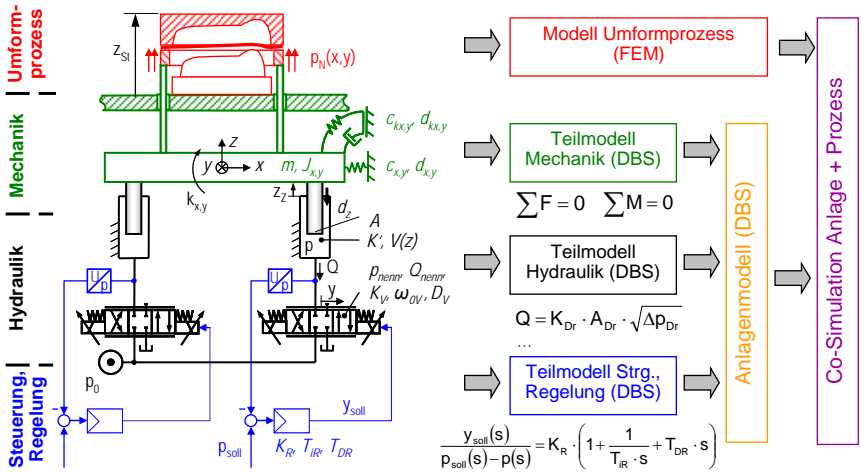 Umform-
prozess
Mechanik
Hydraulik
Steuerung,
Regelung
z_St
p_N(x,y)
c_kx,y, d_kx,y
z
y
x
m, J_x,y
c_x,y, d_x,y
k_x,y
z_Z
d_z
A
K‘, V(z)
p
Q
U
p
U
p
y
p_nenn, Q_nenn,
K_V, ω_0V, D_V
p_0
y_soll
p_soll
K_R, T_iR, T_DR
Modell Umformprozess
(FEM)
Teilmodell
Mechanik (DBS)
∑F = 0 ∑M = 0
Teilmodell
Hydraulik (DBS)
Q = K_Dr · A_Dr · √Δp_Dr
...
Teilmodell Strg.,
Regelung (DBS)
y_soll(s) / (p_soll(s) − p(s)) = K_R · (1 + 1 / (T_iR · s) + T_DR · s)
Anlagenmodell (DBS)
Co-Simulation Anlage + Prozess